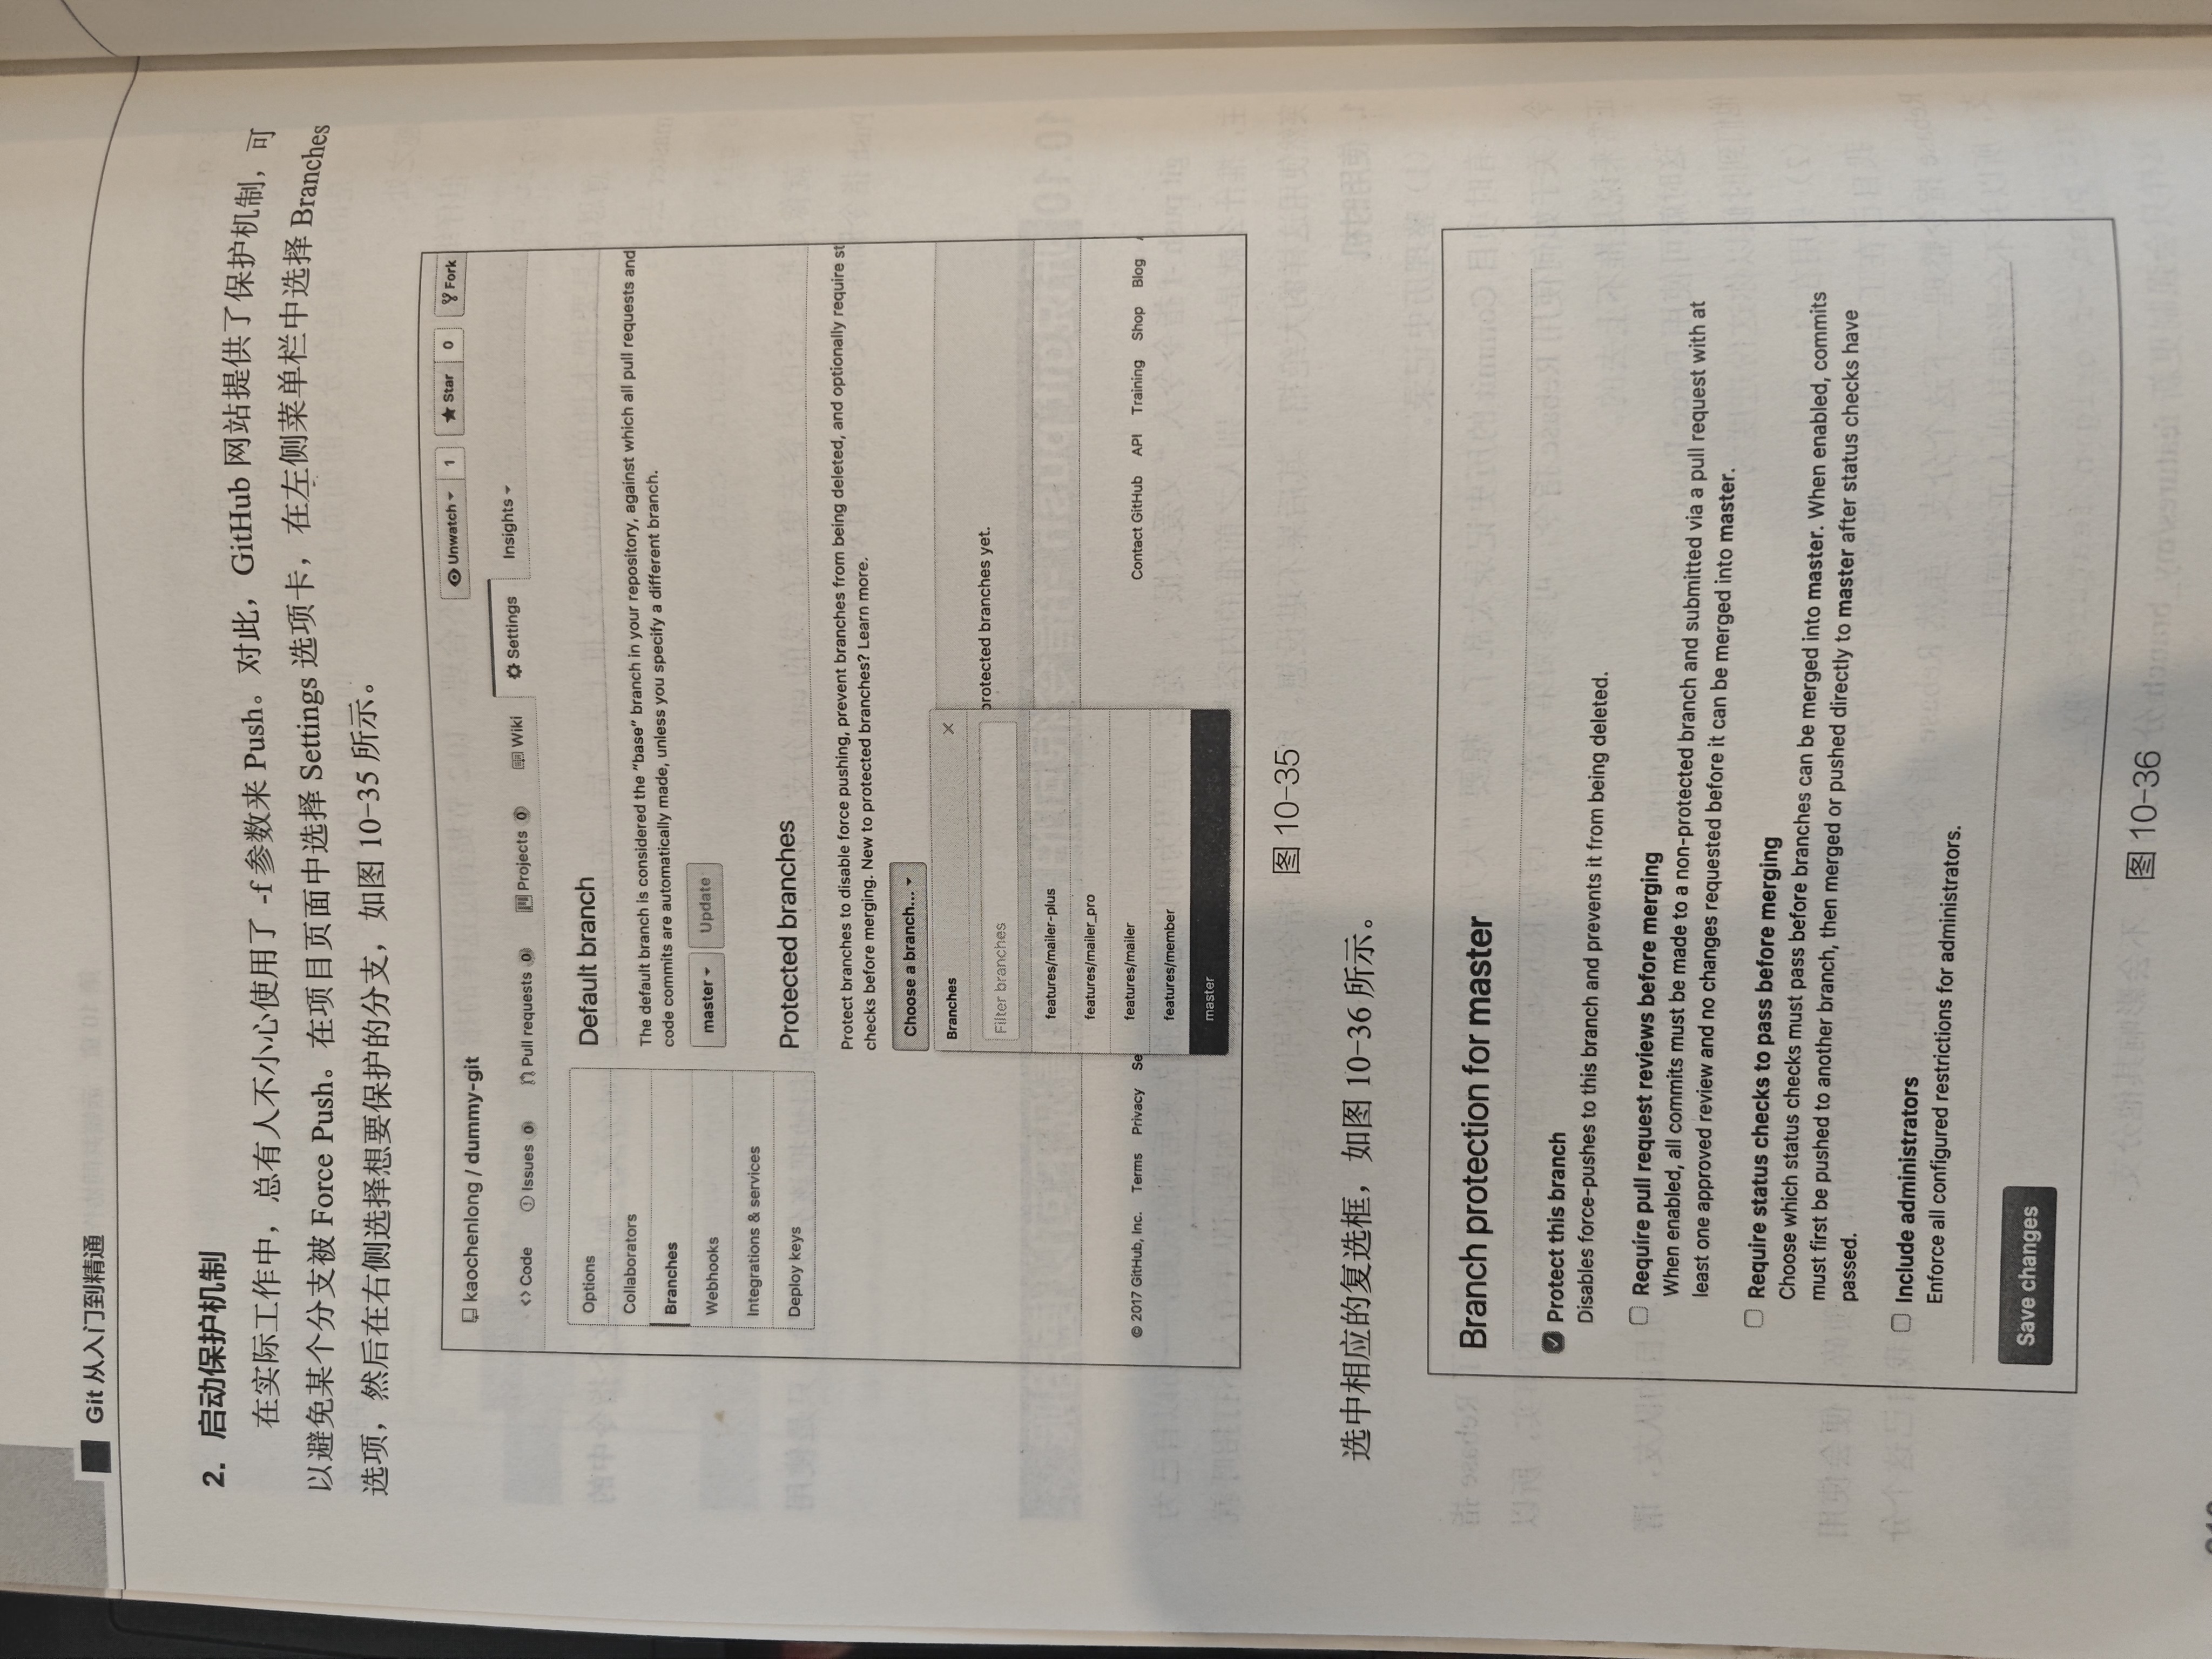 Git 从入门到精通
2. 启动保护机制
在实际工作中，总有人不小心使用了 -f 参数来 Push。对此，GitHub 网站提供了保护机制，可
以避免某个分支被 Force Push。在项目页面中选择 Settings 选项卡，在左侧菜单栏中选择 Branches
选项，然后在右侧选择想要保护的分支，如图 10-35 所示。
kaochenlong / dummy-git
Unwatch 1 Star 0 Fork
Code Issues 0 Pull requests 0 Projects 0 Wiki Settings Insights
Options
Collaborators
Branches
Webhooks
Integrations & services
Deploy keys
Default branch
The default branch is considered the "base" branch in your repository, against which all pull requests and
code commits are automatically made, unless you specify a different branch.
master Update
Protected branches
Protect branches to disable force pushing, prevent branches from being deleted, and optionally require st
checks before merging. New to protected branches? Learn more.
Choose a branch...
Branches ×
Filter branches
protected branches yet.
features/mailer-plus
features/mailer_pro
features/mailer
features/member
master
© 2017 GitHub, Inc. Terms Privacy Se
Contact GitHub API Training Shop Blog
图 10-35
选中相应的复选框，如图 10-36 所示。
Branch protection for master
Protect this branch
Disables force-pushes to this branch and prevents it from being deleted.
Require pull request reviews before merging
When enabled, all commits must be made to a non-protected branch and submitted via a pull request with at
least one approved review and no changes requested before it can be merged into master.
Require status checks to pass before merging
Choose which status checks must pass before branches can be merged into master. When enabled, commits
must first be pushed to another branch, then merged or pushed directly to master after status checks have
passed.
Include administrators
Enforce all configured restrictions for administrators.
Save changes
图 10-36